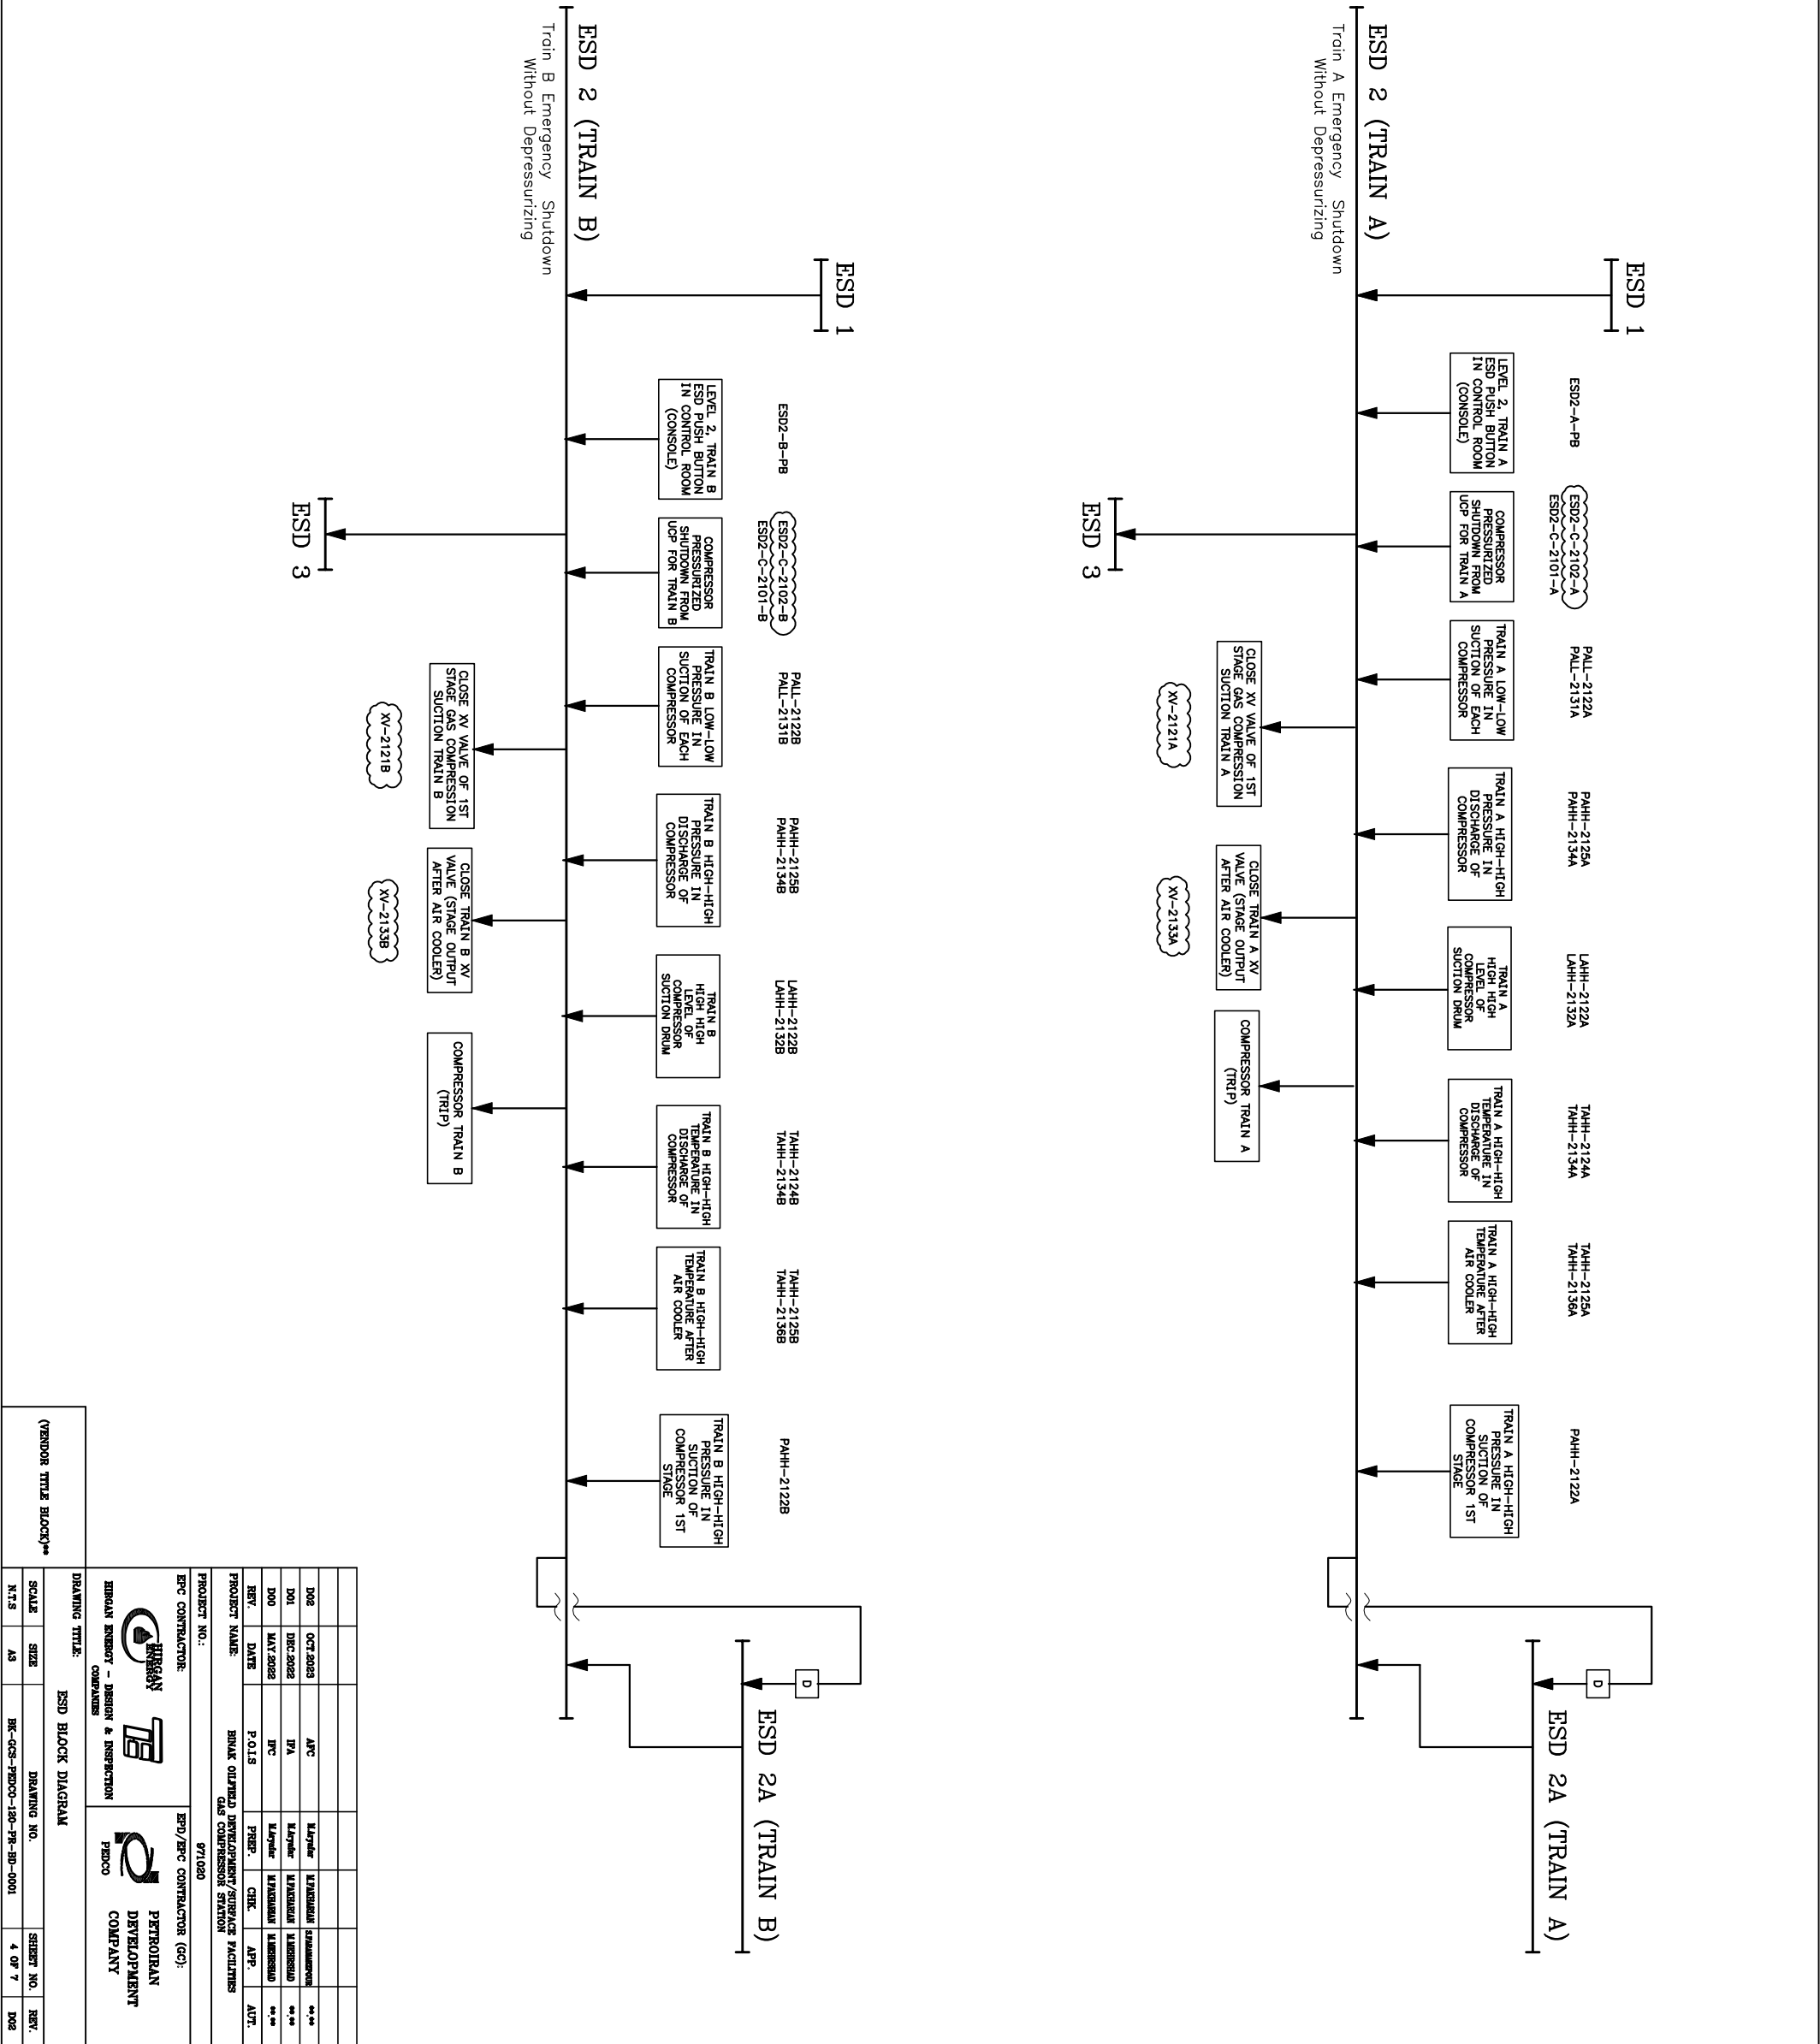 ESD 2 (TRAIN A)
Train A Emergency Shutdown
Without Depressurizing
ESD 1
ESD2-A-PB
LEVEL 2, TRAIN A
ESD PUSH BUTTON
IN CONTROL ROOM
(CONSOLE)
ESD2-C-2102-A
ESD2-C-2101-A
COMPRESSOR
PRESSURIZED
SHUTDOWN FROM
UCP FOR TRAIN A
PALL-2122A
PALL-2131A
TRAIN A LOW-LOW
PRESSURE IN
SUCTION OF EACH
COMPRESSOR
PAHH-2125A
PAHH-2134A
TRAIN A HIGH-HIGH
PRESSURE IN
DISCHARGE OF
COMPRESSOR
LAHH-2122A
LAHH-2132A
TRAIN A
HIGH HIGH
LEVEL OF
COMPRESSOR
SUCTION DRUM
TAHH-2124A
TAHH-2134A
TRAIN A HIGH-HIGH
TEMPERATURE IN
DISCHARGE OF
COMPRESSOR
TAHH-2125A
TAHH-2136A
TRAIN A HIGH-HIGH
TEMPERATURE AFTER
AIR COOLER
PAHH-2122A
TRAIN A HIGH-HIGH
PRESSURE IN
SUCTION OF
COMPRESSOR 1ST
STAGE
D
ESD 2A (TRAIN A)
ESD 3
CLOSE XV VALVE OF 1ST
STAGE GAS COMPRESSION
SUCTION TRAIN A
XV-2121A
CLOSE TRAIN A XV
VALVE (STAGE OUTPUT
AFTER AIR COOLER)
XV-2133A
COMPRESSOR TRAIN A
(TRIP)
ESD 2 (TRAIN B)
Train B Emergency Shutdown
Without Depressurizing
ESD 1
ESD2-B-PB
LEVEL 2, TRAIN B
ESD PUSH BUTTON
IN CONTROL ROOM
(CONSOLE)
ESD2-C-2102-B
ESD2-C-2101-B
COMPRESSOR
PRESSURIZED
SHUTDOWN FROM
UCP FOR TRAIN B
PALL-2122B
PALL-2131B
TRAIN B LOW-LOW
PRESSURE IN
SUCTION OF EACH
COMPRESSOR
PAHH-2125B
PAHH-2134B
TRAIN B HIGH-HIGH
PRESSURE IN
DISCHARGE OF
COMPRESSOR
LAHH-2122B
LAHH-2132B
TRAIN B
HIGH HIGH
LEVEL OF
COMPRESSOR
SUCTION DRUM
TAHH-2124B
TAHH-2134B
TRAIN B HIGH-HIGH
TEMPERATURE IN
DISCHARGE OF
COMPRESSOR
TAHH-2125B
TAHH-2136B
TRAIN B HIGH-HIGH
TEMPERATURE AFTER
AIR COOLER
PAHH-2122B
TRAIN B HIGH-HIGH
PRESSURE IN
SUCTION OF
COMPRESSOR 1ST
STAGE
D
ESD 2A (TRAIN B)
ESD 3
CLOSE XV VALVE OF 1ST
STAGE GAS COMPRESSION
SUCTION TRAIN B
XV-2121B
CLOSE TRAIN B XV
VALVE (STAGE OUTPUT
AFTER AIR COOLER)
XV-2133B
COMPRESSOR TRAIN B
(TRIP)
D02 OCT.2023 AFC M.Aryafar M.FAKHARIAN **.**
D01 DEC.2022 IFA M.Aryafar M.FAKHARIAN M.MEHRSHAD **.**
D00 MAY.2022 IFC M.Aryafar M.FAKHARIAN M.MEHRSHAD **.**
REV. DATE P.O.I.S PREP. CHK. APP. AUT.
PROJECT NAME: BINAK OILFIELD DEVELOPMENT/SURFACE FACILITIES
GAS COMPRESSOR STATION
PROJECT NO.: 971020
EPC CONTRACTOR:
HIRGAN
ENERGY
TE
HIRGAN ENERGY - DESIGN & INSPECTION
COMPANIES
EPD/EPC CONTRACTOR (GC):
PEDCO
PETROIRAN
DEVELOPMENT
COMPANY
(VENDOR TITLE BLOCK)**
DRAWING TITLE:
ESD BLOCK DIAGRAM
SCALE SIZE DRAWING NO. SHEET NO. REV.
N.T.S A3 BK-GCS-PEDCO-120-PR-BD-0001 4 OF 7 D02